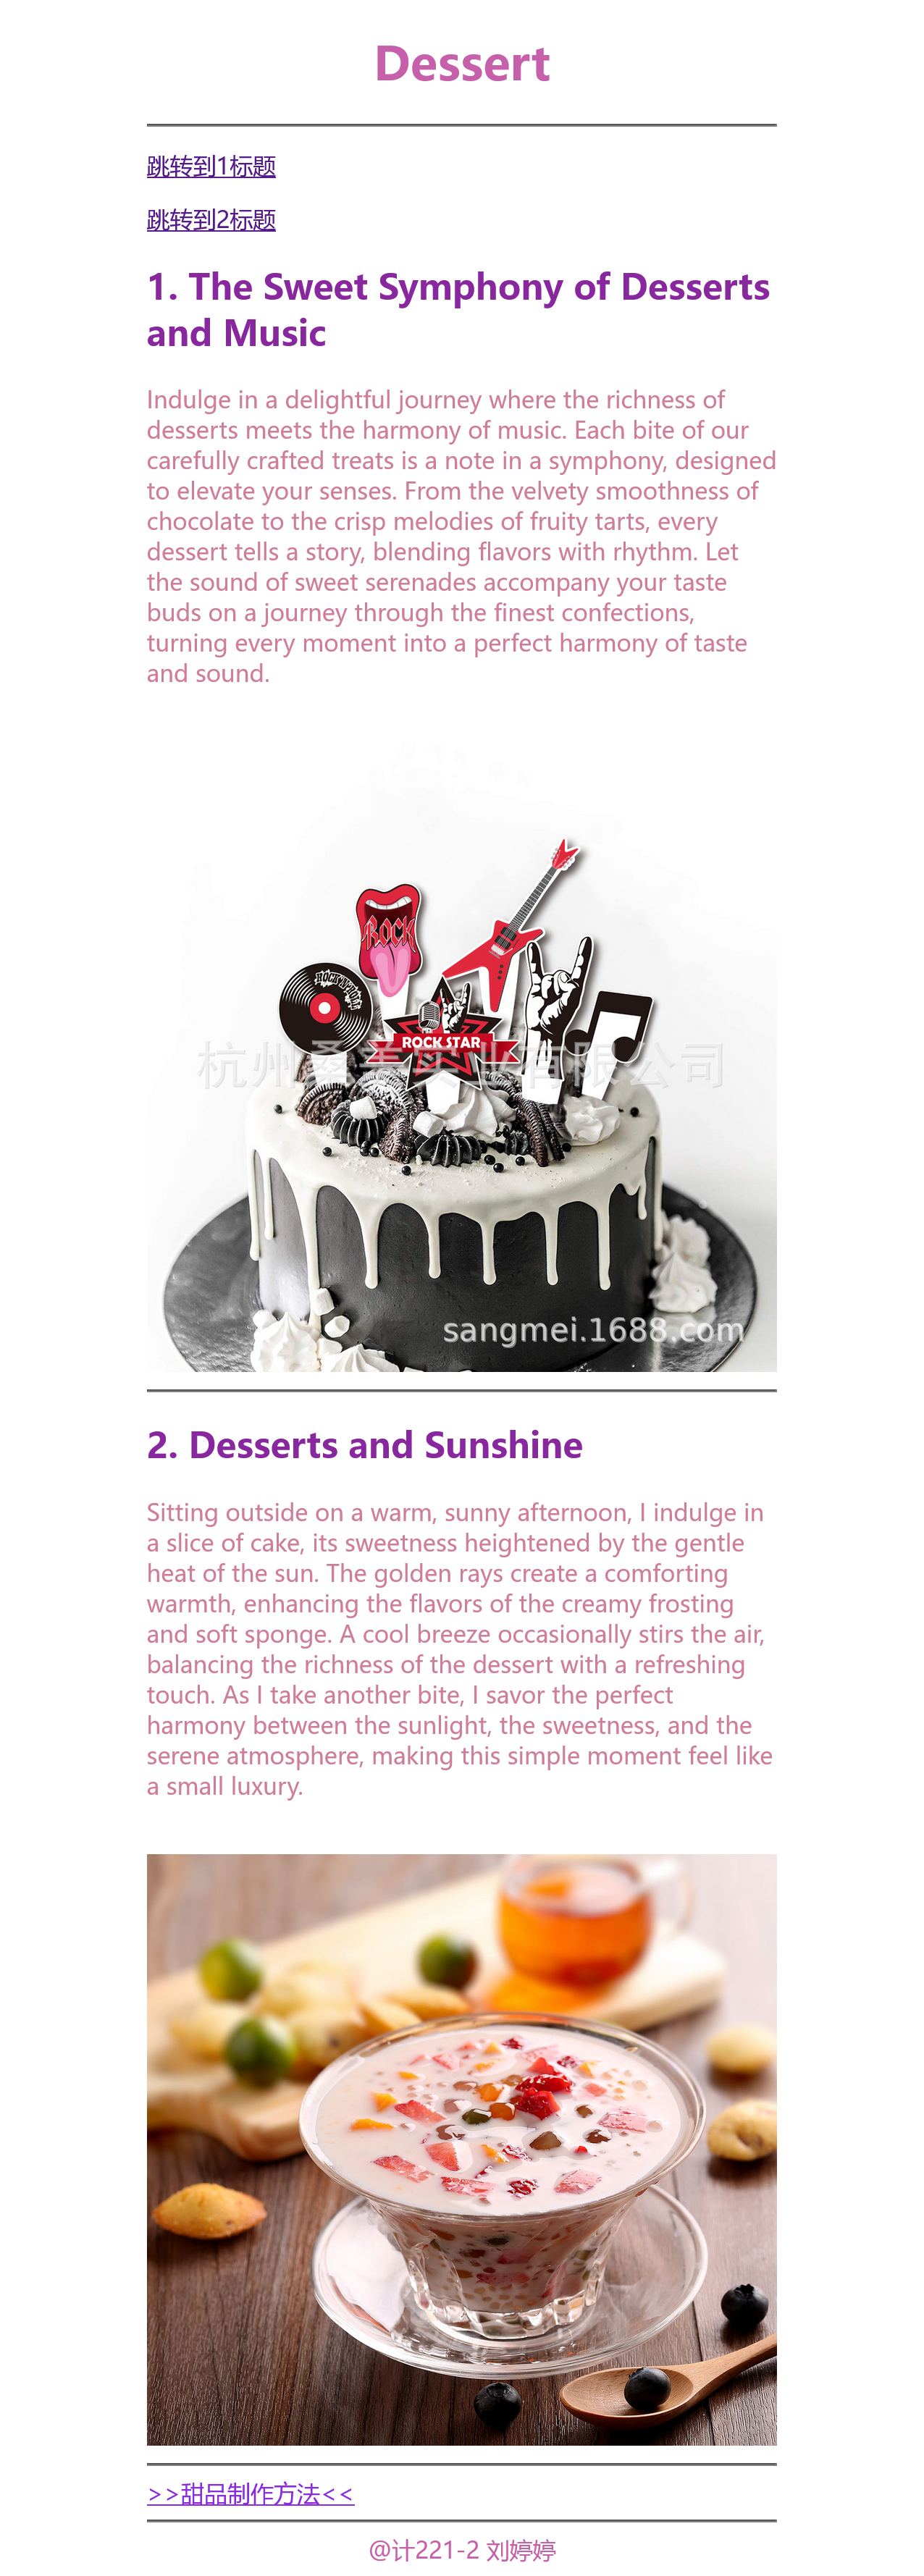 Dessert
跳转到1标题
跳转到2标题
1. The Sweet Symphony of Desserts
and Music
Indulge in a delightful journey where the richness of
desserts meets the harmony of music. Each bite of our
carefully crafted treats is a note in a symphony, designed
to elevate your senses. From the velvety smoothness of
chocolate to the crisp melodies of fruity tarts, every
dessert tells a story, blending flavors with rhythm. Let
the sound of sweet serenades accompany your taste
buds on a journey through the finest confections,
turning every moment into a perfect harmony of taste
and sound.
ROCK
ROCK'N'ROLL
ROCK STAR
杭州桑美实业有限公司
sangmei.1688.com
2. Desserts and Sunshine
Sitting outside on a warm, sunny afternoon, I indulge in
a slice of cake, its sweetness heightened by the gentle
heat of the sun. The golden rays create a comforting
warmth, enhancing the flavors of the creamy frosting
and soft sponge. A cool breeze occasionally stirs the air,
balancing the richness of the dessert with a refreshing
touch. As I take another bite, I savor the perfect
harmony between the sunlight, the sweetness, and the
serene atmosphere, making this simple moment feel like
a small luxury.
>>甜品制作方法<<
@计221-2 刘婷婷